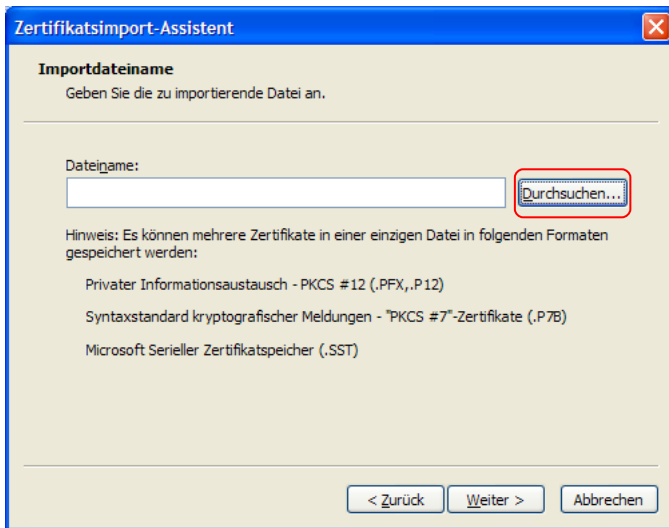 Zertifikatsimport-Assistent
Importdateiname
Geben Sie die zu importierende Datei an.
Dateiname:
Durchsuchen...
Hinweis: Es können mehrere Zertifikate in einer einzigen Datei in folgenden Formaten
gespeichert werden:
Privater Informationsaustausch - PKCS #12 (.PFX,.P12)
Syntaxstandard kryptografischer Meldungen - "PKCS #7"-Zertifikate (.P7B)
Microsoft Serieller Zertifikatspeicher (.SST)
< Zurück Weiter > Abbrechen